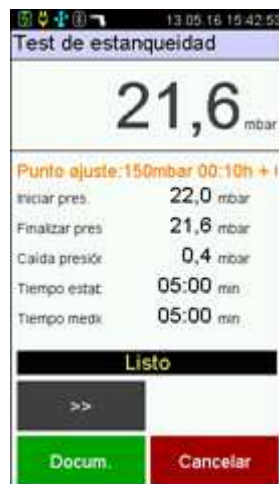 13.05.16 15:42:53
Test de estanqueidad
21,6 mbar
Punto ajuste:150mbar 00:10h +
Iniciar pres. 22,0 mbar
Finalizar pres 21,6 mbar
Caída presión 0,4 mbar
Tiempo estat 05:00 min
Tiempo medk 05:00 min
Listo
>>
Docum. Cancelar